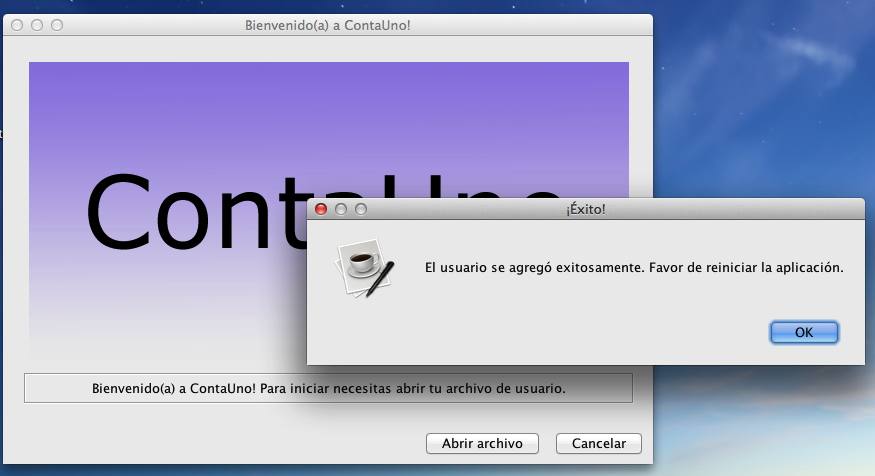 Bienvenido(a) a ContaUno!
ContaUno
¡Éxito!
El usuario se agregó exitosamente. Favor de reiniciar la aplicación.
OK
Bienvenido(a) a ContaUno! Para iniciar necesitas abrir tu archivo de usuario.
Abrir archivo
Cancelar